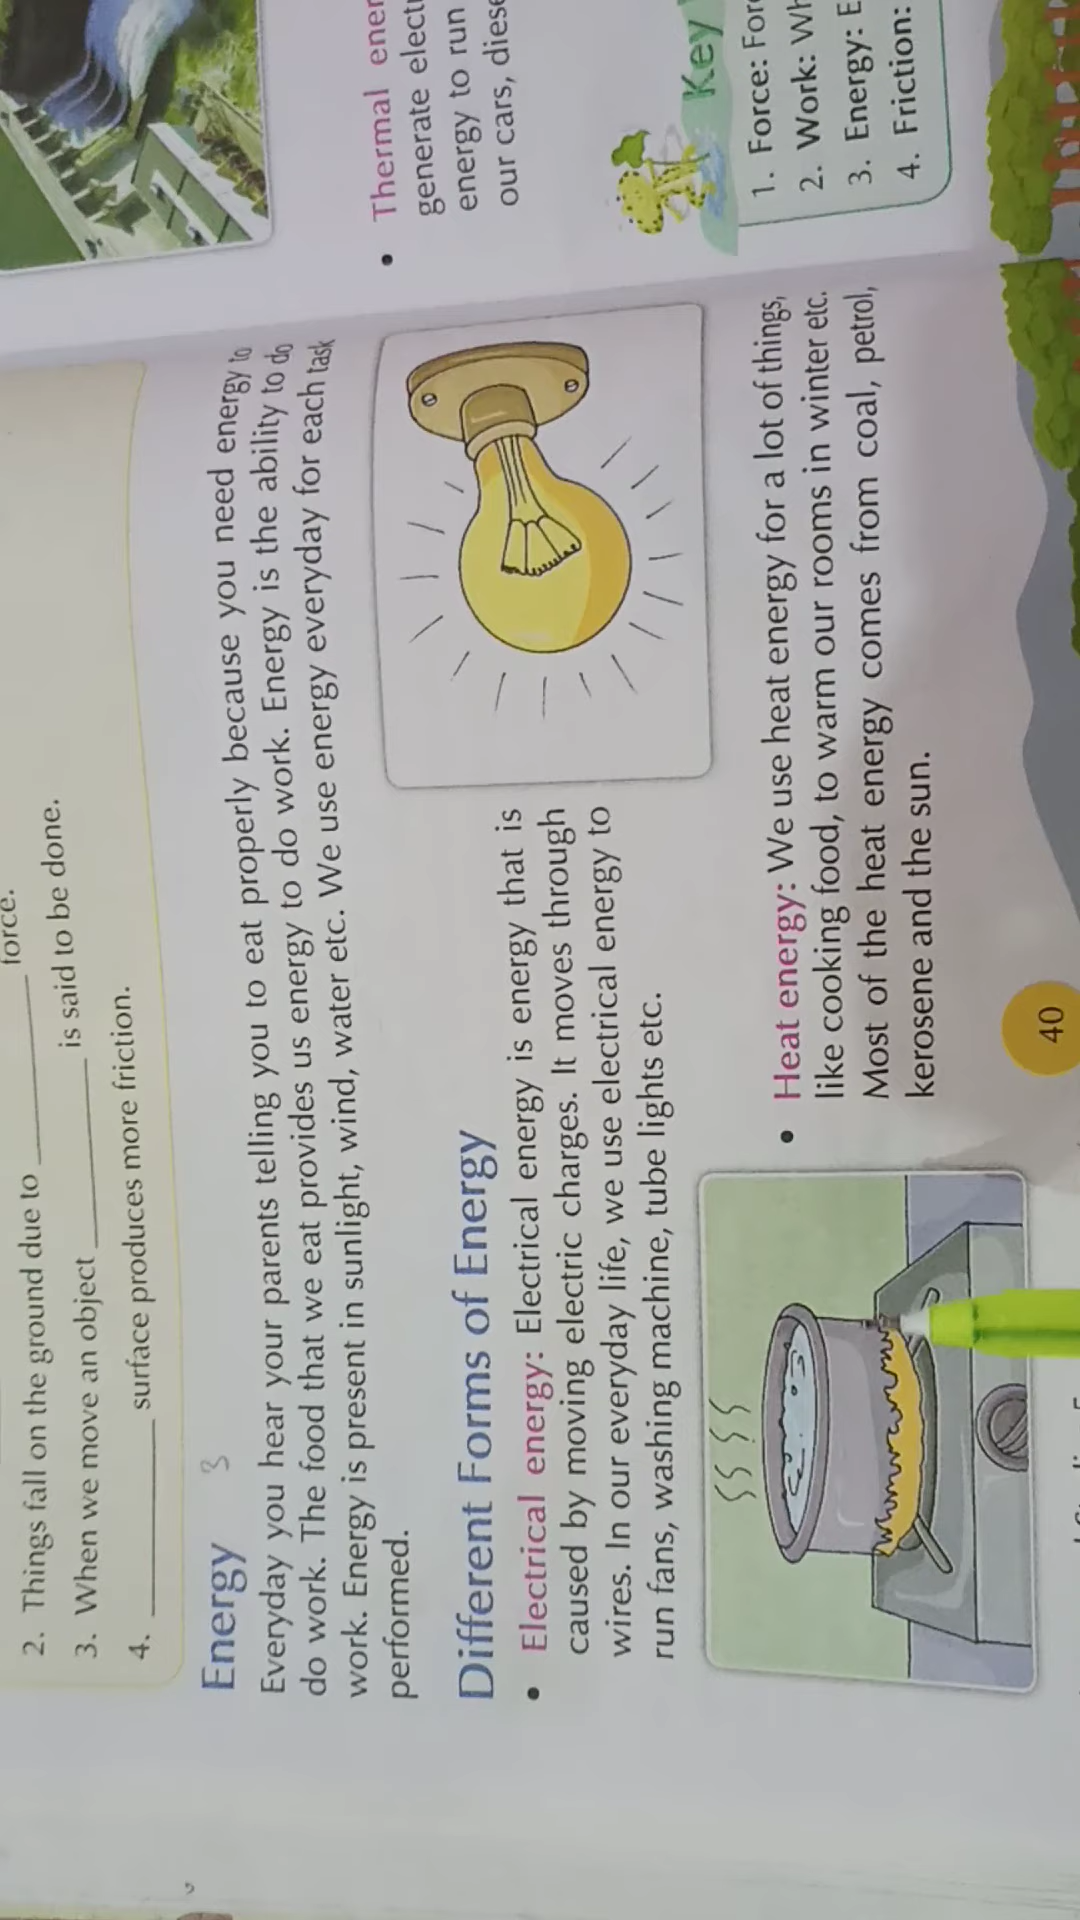 force.
2. Things fall on the ground due to
3. When we move an object is said to be done.
4. surface produces more friction.
Energy 3
Everyday you hear your parents telling you to eat properly because you need energy to
do work. The food that we eat provides us energy to do work. Energy is the ability to do
work. Energy is present in sunlight, wind, water etc. We use energy everyday for each task
performed.
Different Forms of Energy
• Electrical energy: Electrical energy is energy that is
caused by moving electric charges. It moves through
wires. In our everyday life, we use electrical energy to
run fans, washing machine, tube lights etc.
• Heat energy: We use heat energy for a lot of things,
like cooking food, to warm our rooms in winter etc.
Most of the heat energy comes from coal, petrol,
kerosene and the sun.
40
• Thermal
generate
energy to run
our cars,
Key
1. Force:
2. Work:
3. Energy:
4. Friction: